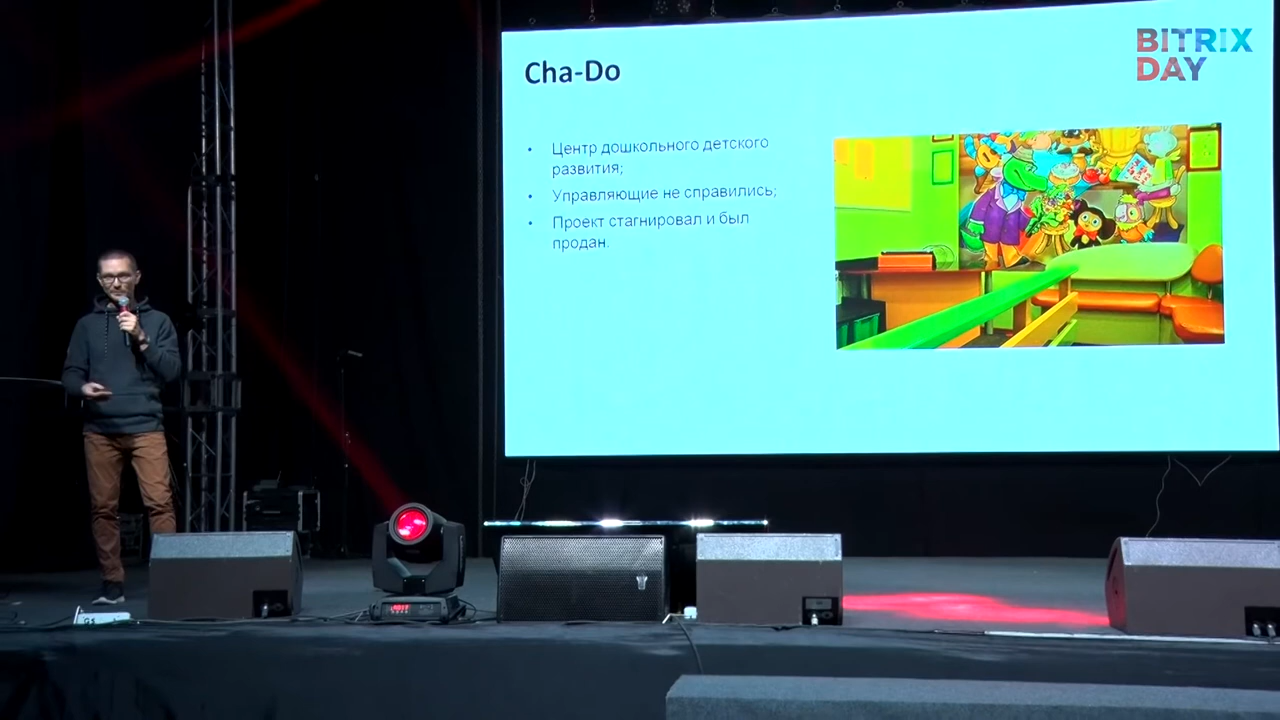 Cha-Do
BITRIX
DAY
• Центр дошкольного детского
развития;
• Управляющие не справились;
• Проект стагнировал и был
продан.